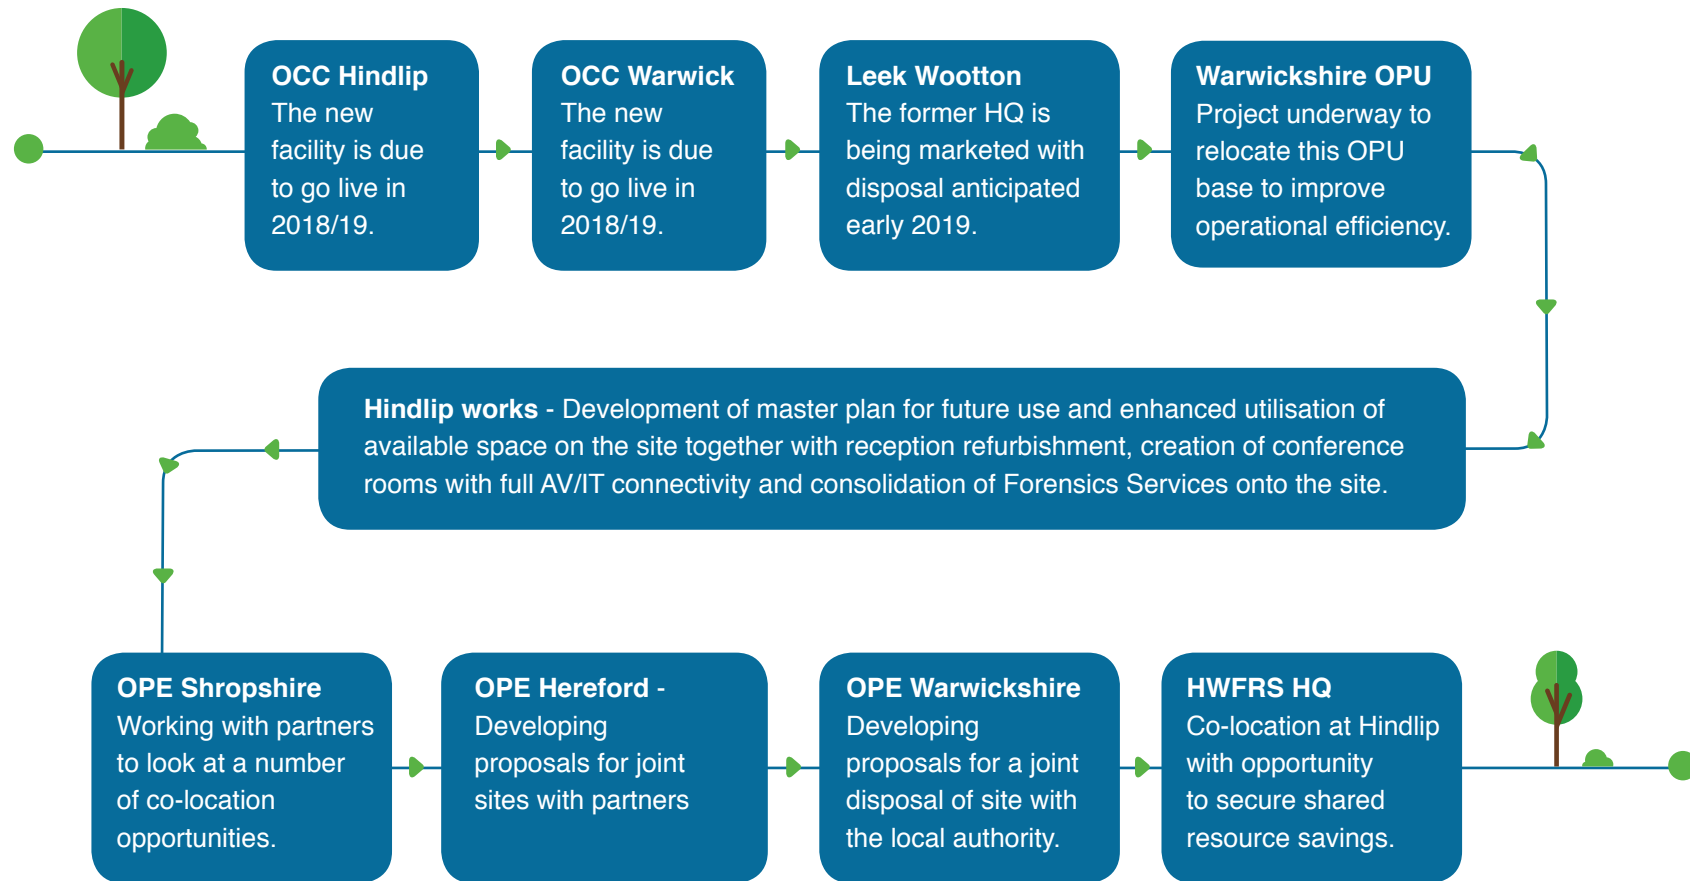 OCC Hindlip
The new
facility is due
to go live in
2018/19.
OCC Warwick
The new
facility is due
to go live in
2018/19.
Leek Wootton
The former HQ is
being marketed with
disposal anticipated
early 2019.
Warwickshire OPU
Project underway to
relocate this OPU
base to improve
operational efficiency.
Hindlip works - Development of master plan for future use and enhanced utilisation of
available space on the site together with reception refurbishment, creation of conference
rooms with full AV/IT connectivity and consolidation of Forensics Services onto the site.
OPE Shropshire
Working with partners
to look at a number
of co-location
opportunities.
OPE Hereford -
Developing
proposals for joint
sites with partners
OPE Warwickshire
Developing
proposals for a joint
disposal of site with
the local authority.
HWFRS HQ
Co-location at Hindlip
with opportunity
to secure shared
resource savings.